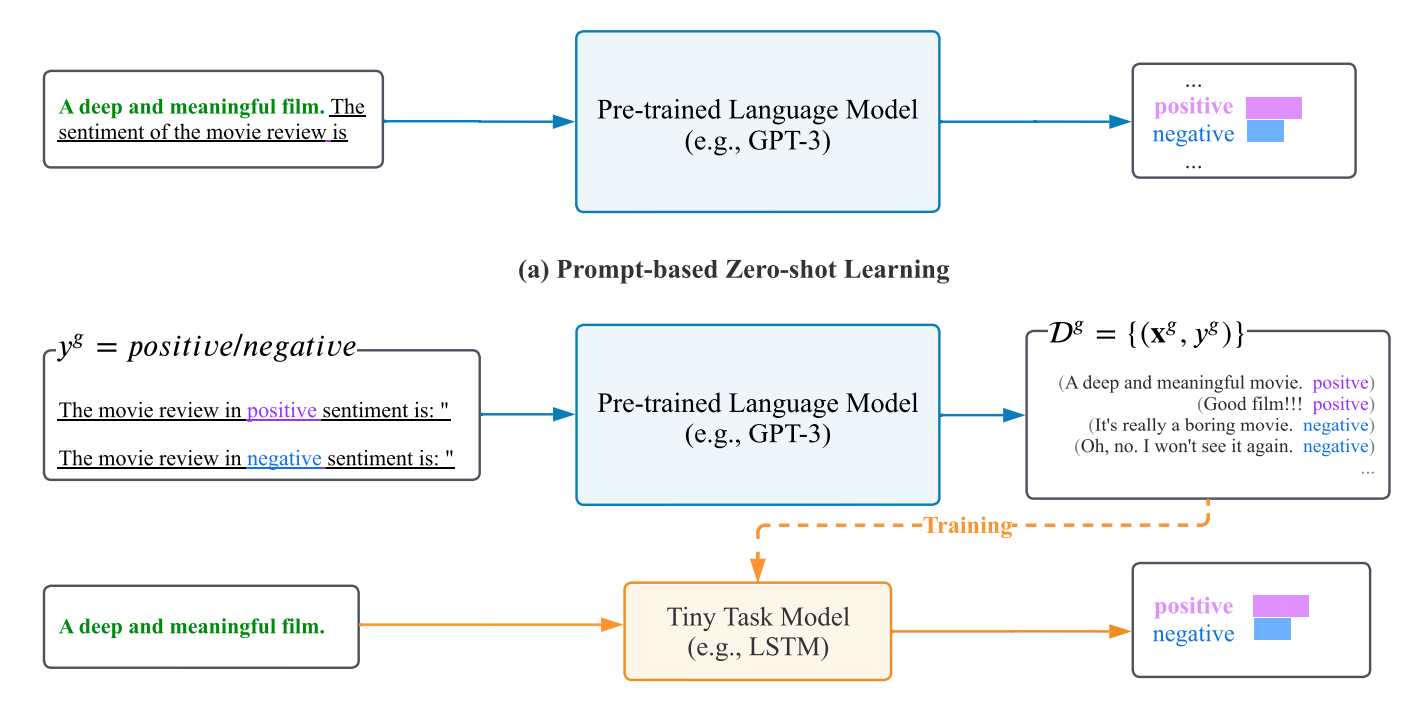 A deep and meaningful film. The
sentiment of the movie review is
Pre-trained Language Model
(e.g., GPT-3)
...
positive
negative
...
(a) Prompt-based Zero-shot Learning
y^g = positive/negative
The movie review in positive sentiment is: "
The movie review in negative sentiment is: "
Pre-trained Language Model
(e.g., GPT-3)
𝒟^g = {(𝐱^g, y^g)}
(A deep and meaningful movie. positve)
(Good film!!! positve)
(It's really a boring movie. negative)
(Oh, no. I won't see it again. negative)
...
Training
A deep and meaningful film.
Tiny Task Model
(e.g., LSTM)
positive
negative